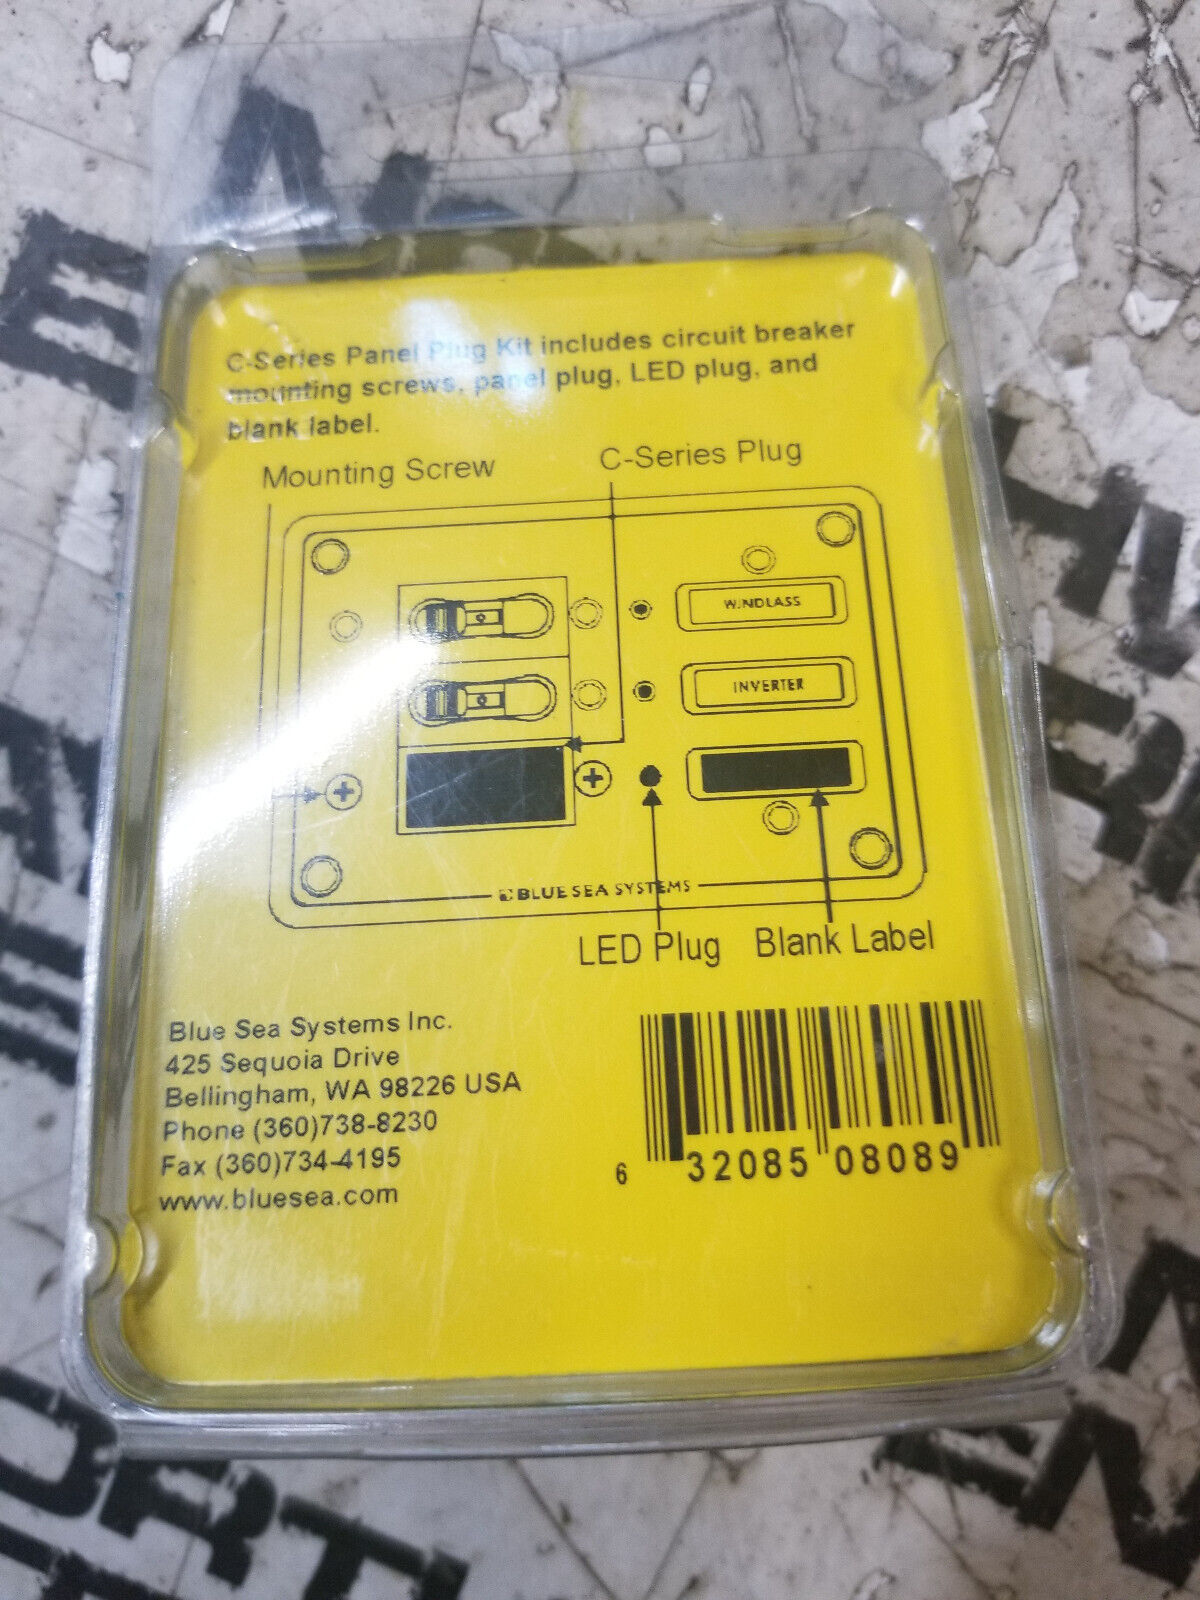 C-Series Panel Plug Kit includes circuit breaker
mounting screws, panel plug, LED plug, and
blank label.
Mounting Screw
C-Series Plug
WINDLASS
INVERTER
BLUE SEA SYSTEMS
LED Plug
Blank Label
Blue Sea Systems Inc.
425 Sequoia Drive
Bellingham, WA 98226 USA
Phone (360)738-8230
Fax (360)734-4195
www.bluesea.com
6 32085 08089